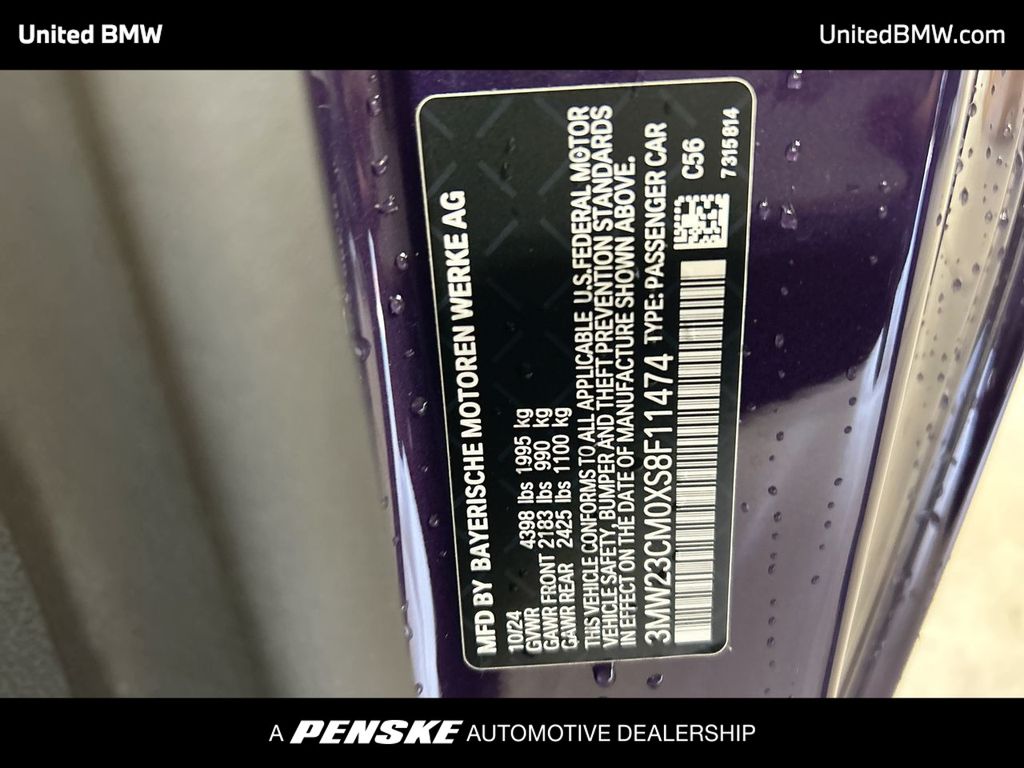 United BMW
UnitedBMW.com
MFD BY BAYERISCHE MOTOREN WERKE AG
10/24
GVWR 4398 lbs 1995 kg
GAWR FRONT 2183 lbs 990 kg
GAWR REAR 2425 lbs 1100 kg
THIS VEHICLE CONFORMS TO ALL APPLICABLE U.S.FEDERAL MOTOR
VEHICLE SAFETY, BUMPER AND THEFT PREVENTION STANDARDS
IN EFFECT ON THE DATE OF MANUFACTURE SHOWN ABOVE.
3MW23CM0XS8F11474 TYPE: PASSENGER CAR
C56
7315814
A PENSKE AUTOMOTIVE DEALERSHIP